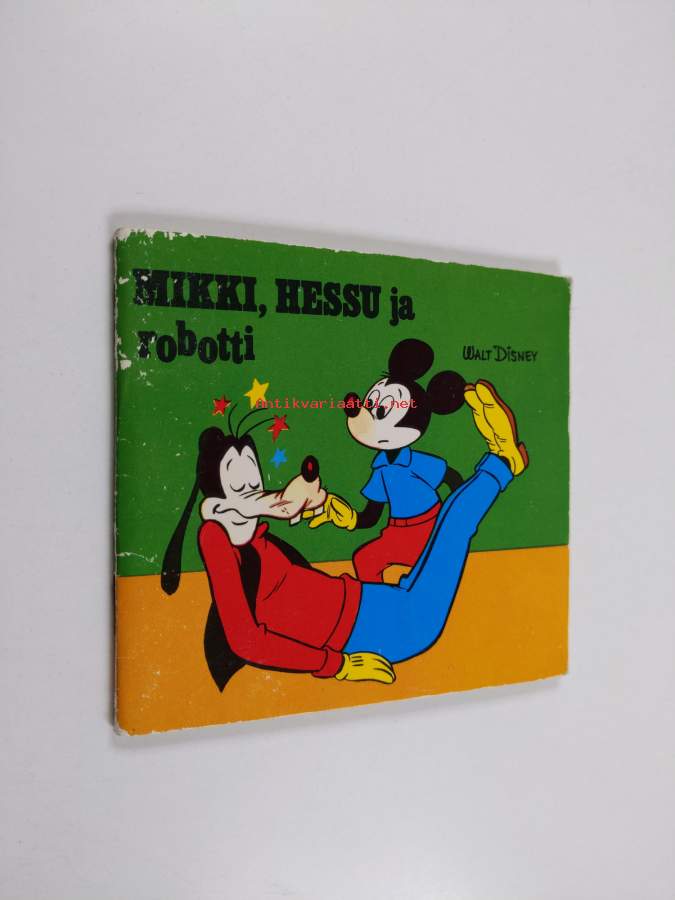 MIKKI, HESSU ja
robotti
WALT DISNEY
Antikvariaatti.net